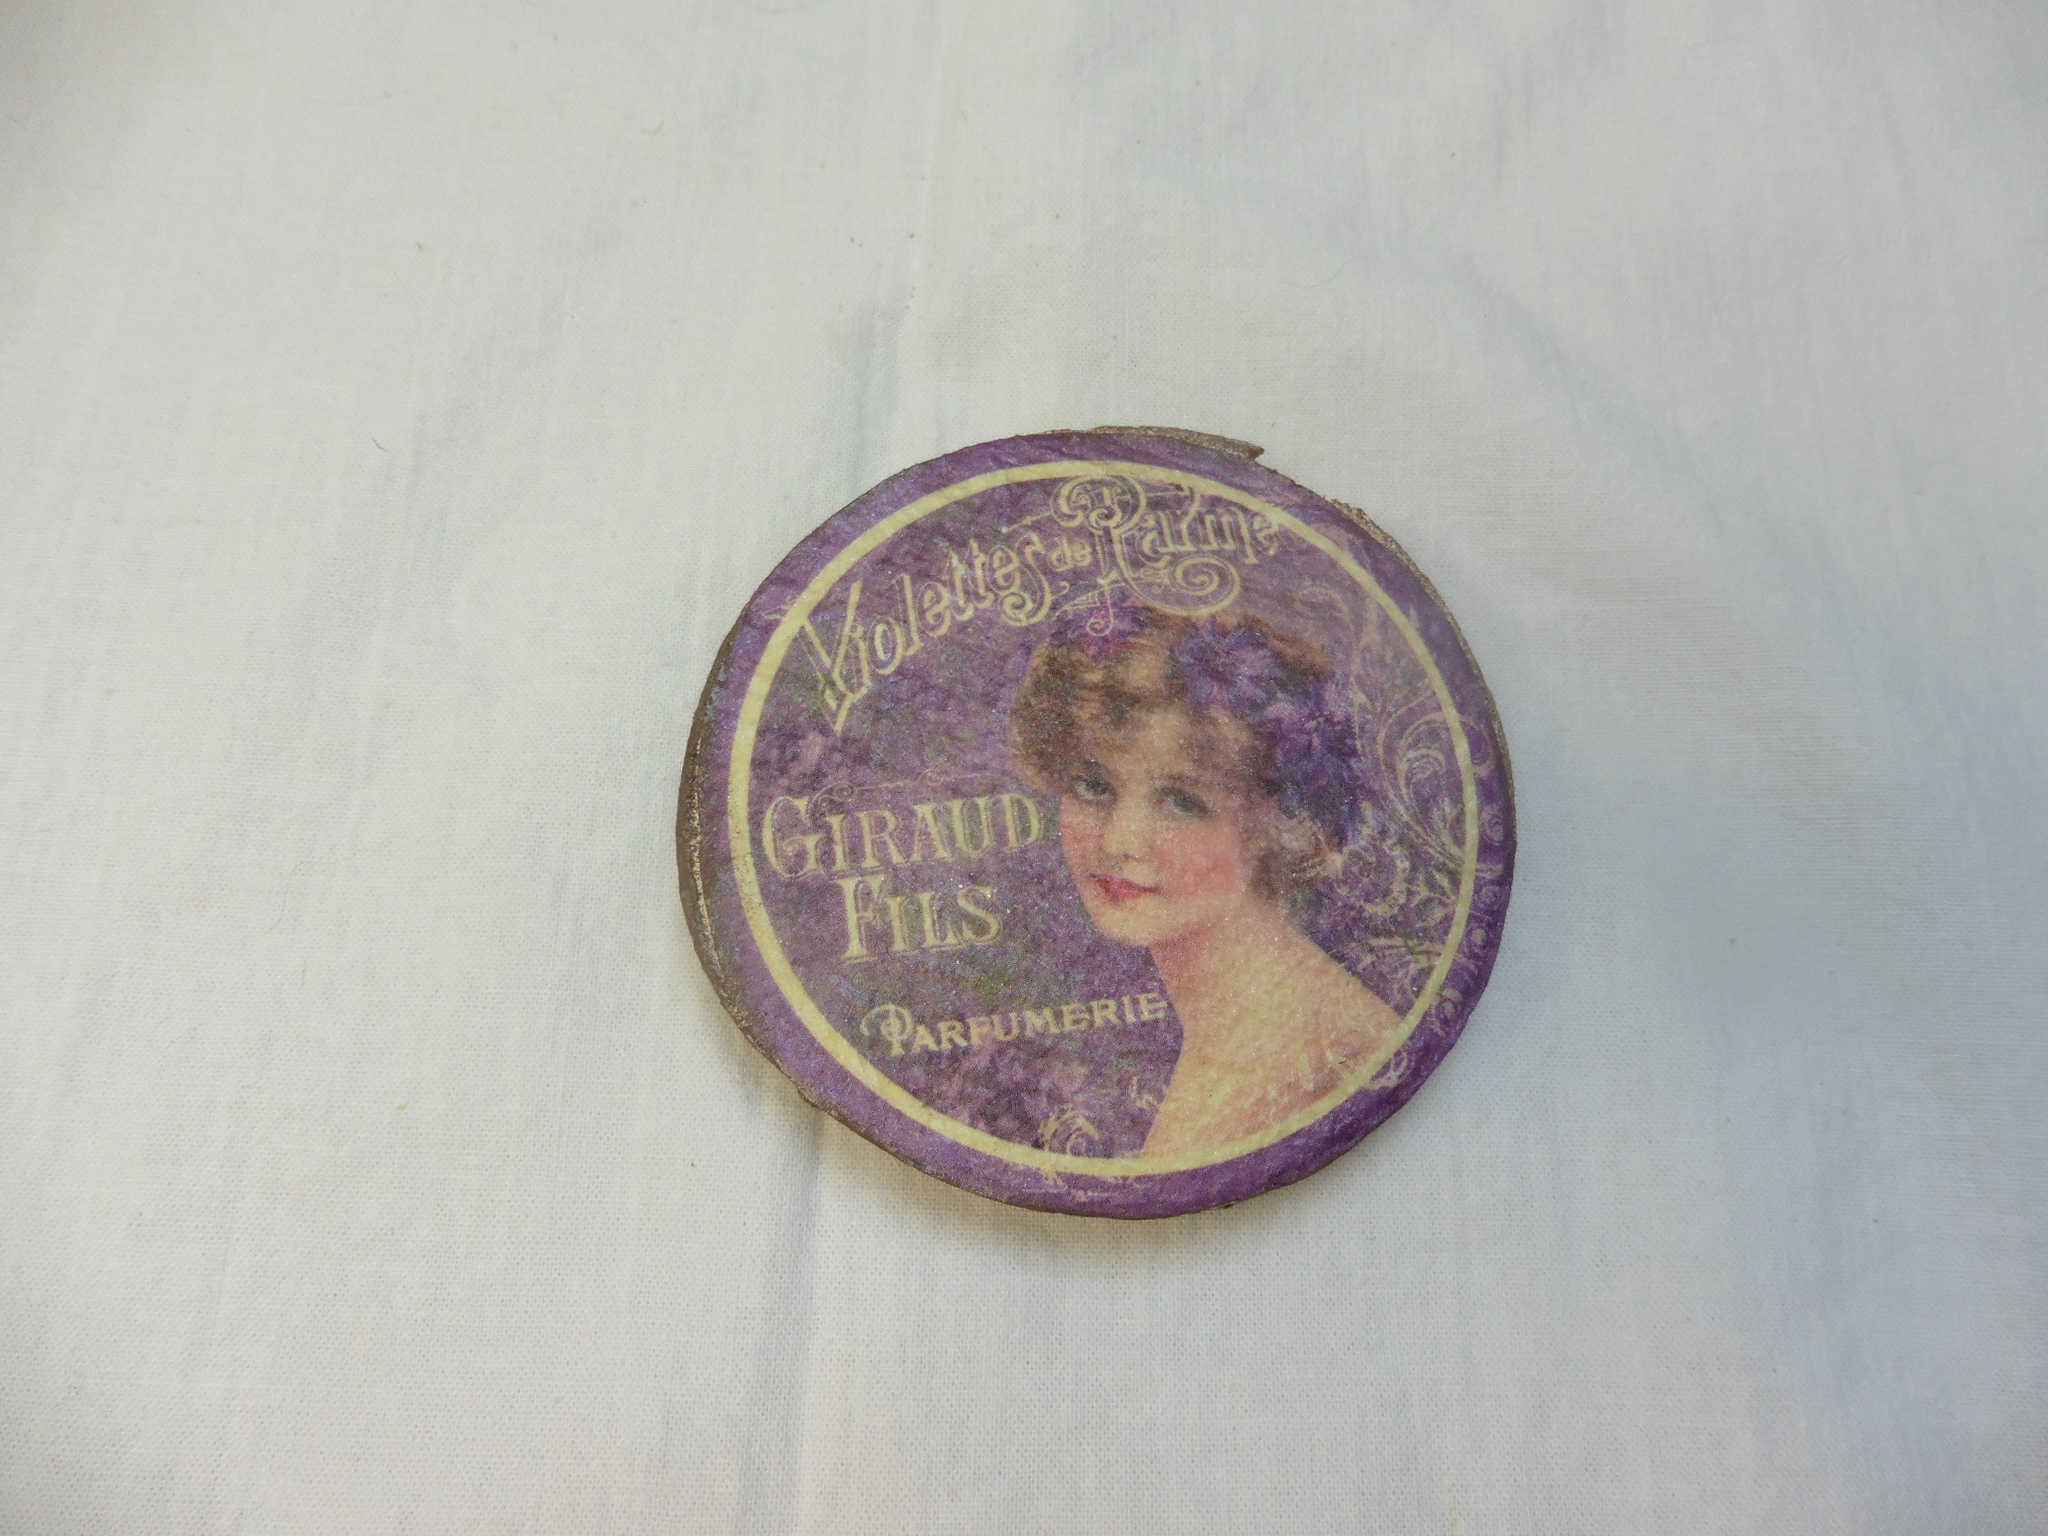 Violettes de Parme
GIRAUD
FILS
PARFUMERIE